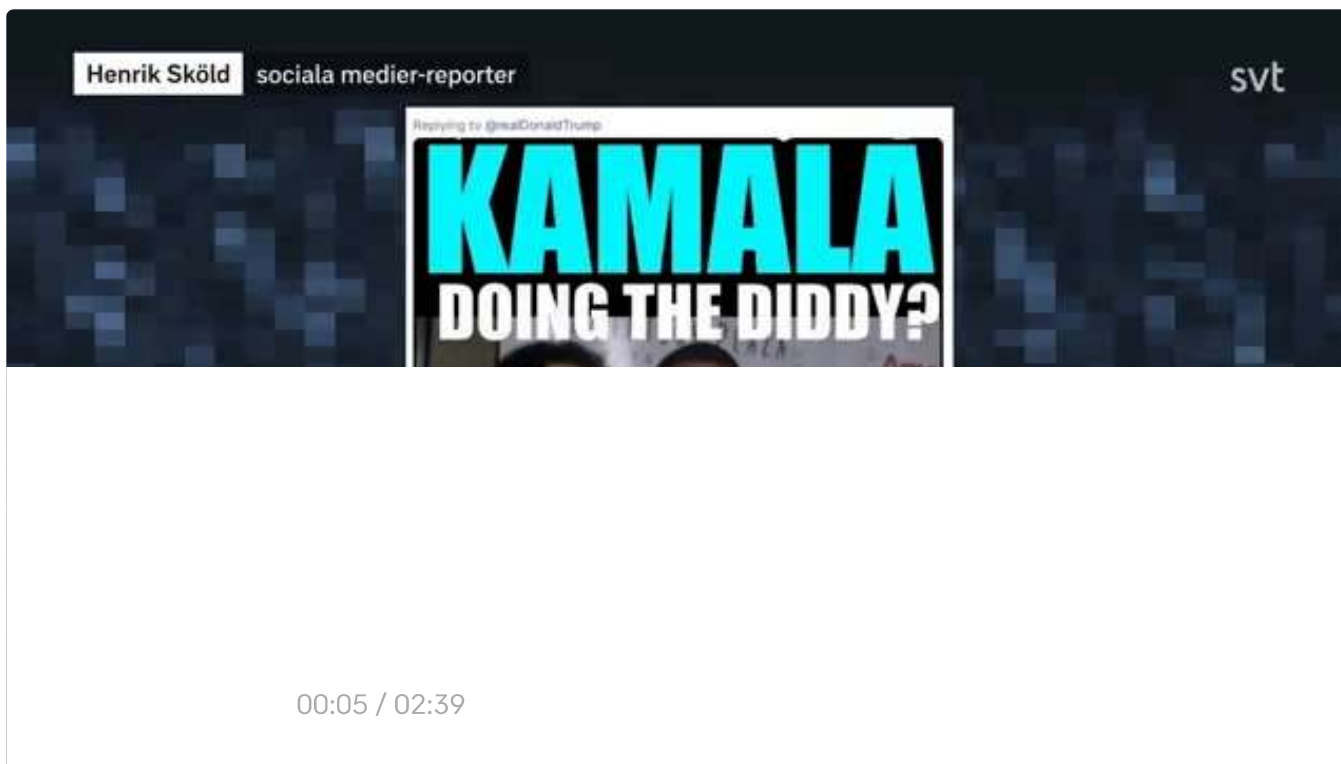 Henrik Sköld sociala medier-reporter
svt
Replying to @realDonaldTrump
KAMALA
DOING THE DIDDY?
00:05 / 02:39